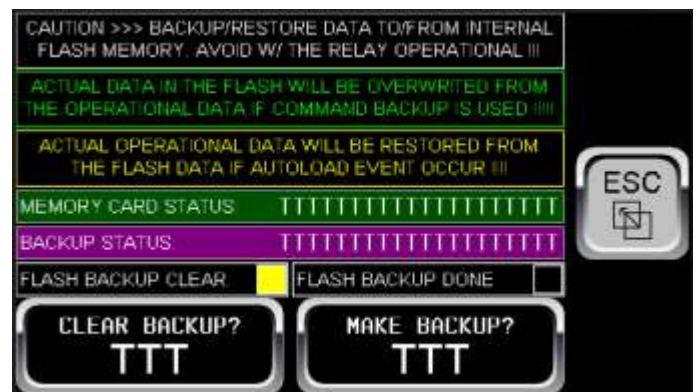 CAUTION >>> BACKUP/RESTORE DATA TO/FROM INTERNAL
FLASH MEMORY. AVOID W/ THE RELAY OPERATIONAL !!!
ACTUAL DATA IN THE FLASH WILL BE OVERWRITED FROM
THE OPERATIONAL DATA IF COMMAND BACKUP IS USED !!!!!
ACTUAL OPERATIONAL DATA WILL BE RESTORED FROM
THE FLASH DATA IF AUTOLOAD EVENT OCCUR !!!!
MEMORY CARD STATUS TTTTTTTTTTTTTTTTTTTTT
BACKUP STATUS: TTTTTTTTTTTTTTTTTTTTT
FLASH BACKUP CLEAR FLASH BACKUP DONE
CLEAR BACKUP? MAKE BACKUP?
TTT TTT
ESC